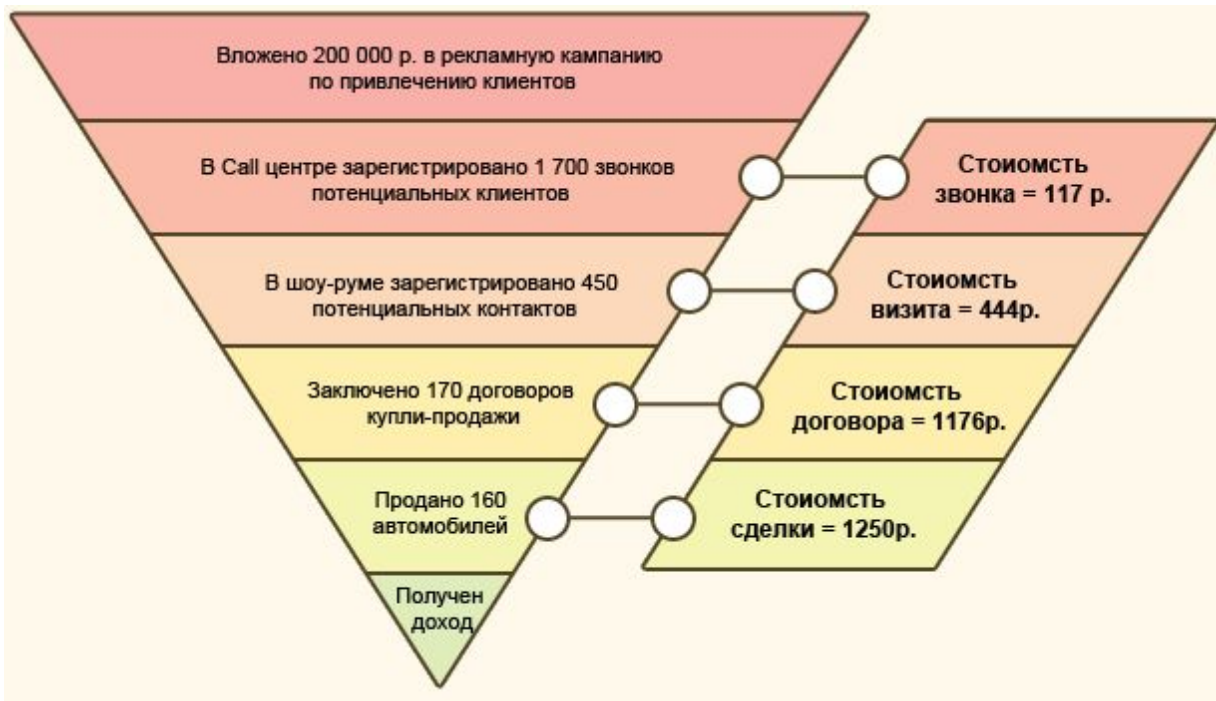 Вложено 200 000 р. в рекламную кампанию
по привлечению клиентов
В Call центре зарегистрировано 1 700 звонков
потенциальных клиентов
Стоиомсть
звонка = 117 р.
В шоу-руме зарегистрировано 450
потенциальных контактов
Стоиомсть
визита = 444р.
Заключено 170 договоров
купли-продажи
Стоиомсть
договора = 1176р.
Продано 160
автомобилей
Стоиомсть
сделки = 1250р.
Получен
доход